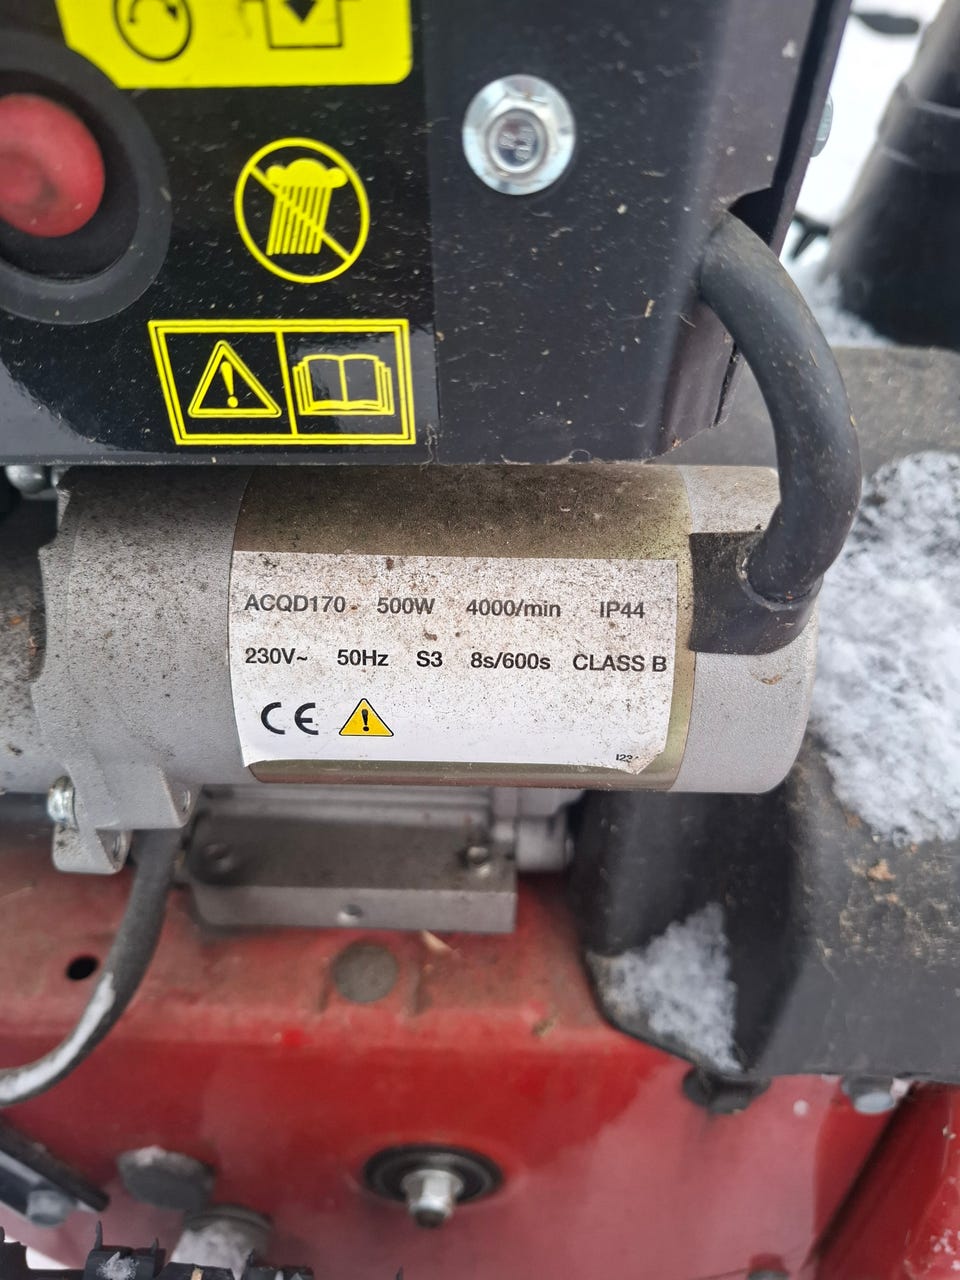 ACQD170 500W 4000/min IP44
230V~ 50Hz S3 8s/600s CLASS B
CE